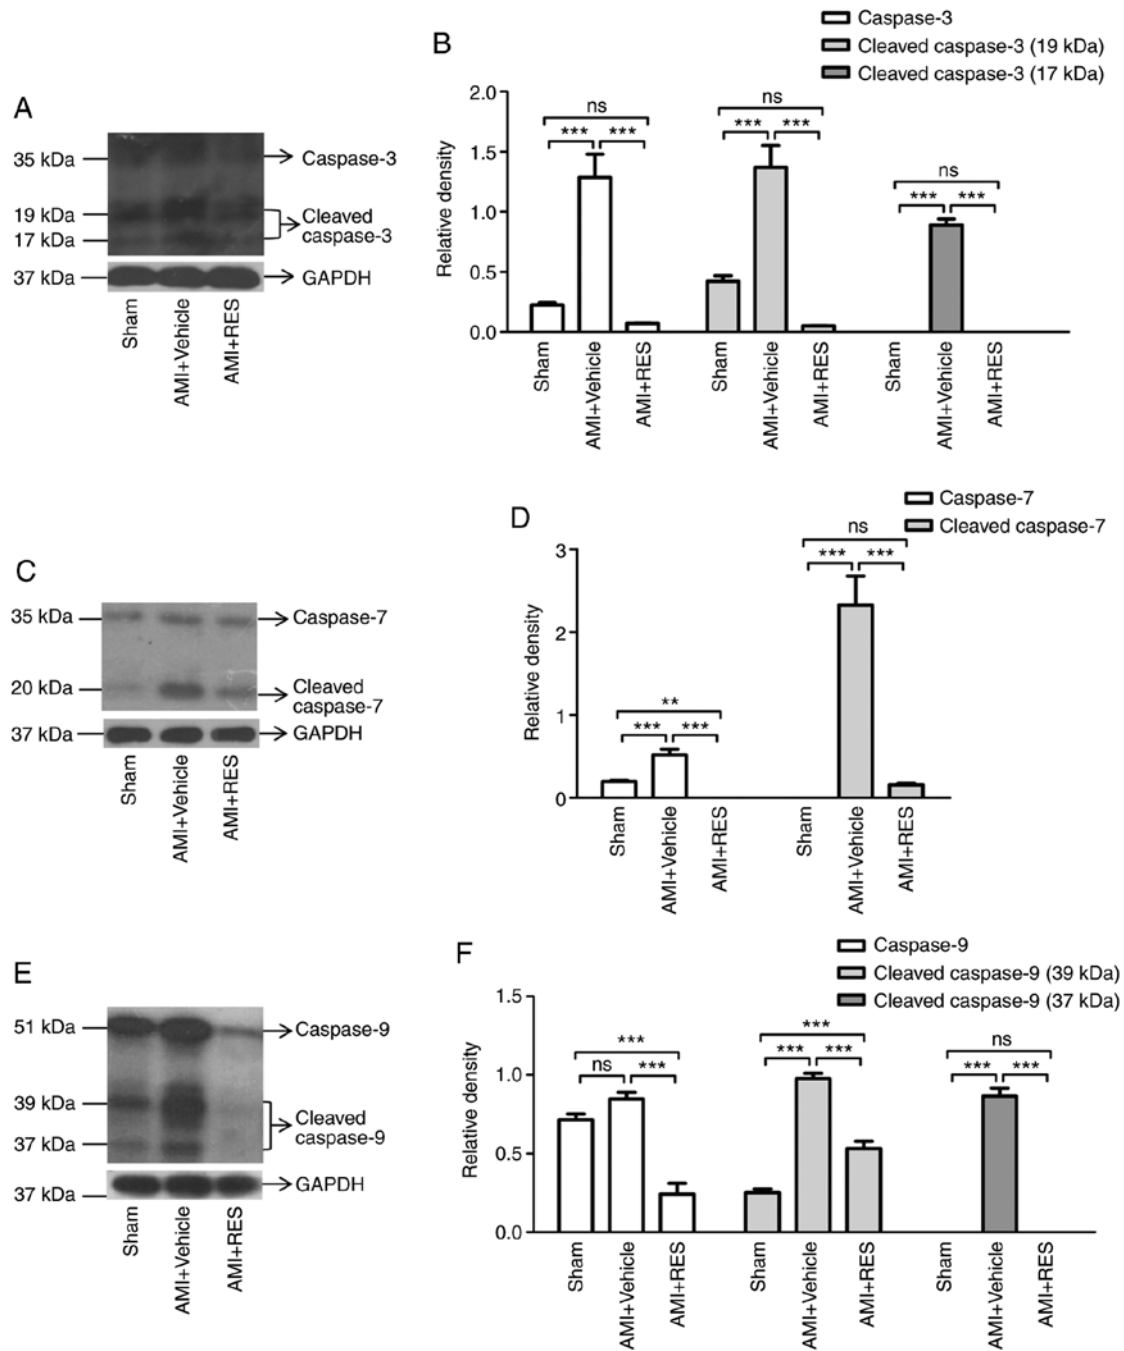 A
35 kDa
Caspase-3
19 kDa
Cleaved
caspase-3
17 kDa
37 kDa
GAPDH
Sham
AMI+Vehicle
AMI+RES
B
Caspase-3
Cleaved caspase-3 (19 kDa)
Cleaved caspase-3 (17 kDa)
Relative density
2.0
1.5
1.0
0.5
0.0
ns
*** ***
ns
*** ***
ns
*** ***
Sham
AMI+Vehicle
AMI+RES
Sham
AMI+Vehicle
AMI+RES
Sham
AMI+Vehicle
AMI+RES
C
35 kDa
Caspase-7
20 kDa
Cleaved
caspase-7
37 kDa
GAPDH
Sham
AMI+Vehicle
AMI+RES
D
Caspase-7
Cleaved caspase-7
Relative density
3
2
1
0
**
*** ***
ns
*** ***
Sham
AMI+Vehicle
AMI+RES
Sham
AMI+Vehicle
AMI+RES
E
51 kDa
Caspase-9
39 kDa
Cleaved
caspase-9
37 kDa
GAPDH
37 kDa
Sham
AMI+Vehicle
AMI+RES
F
Caspase-9
Cleaved caspase-9 (39 kDa)
Cleaved caspase-9 (37 kDa)
Relative density
1.5
1.0
0.5
0.0
***
ns ***
***
*** ***
ns
*** ***
Sham
AMI+Vehicle
AMI+RES
Sham
AMI+Vehicle
AMI+RES
Sham
AMI+Vehicle
AMI+RES